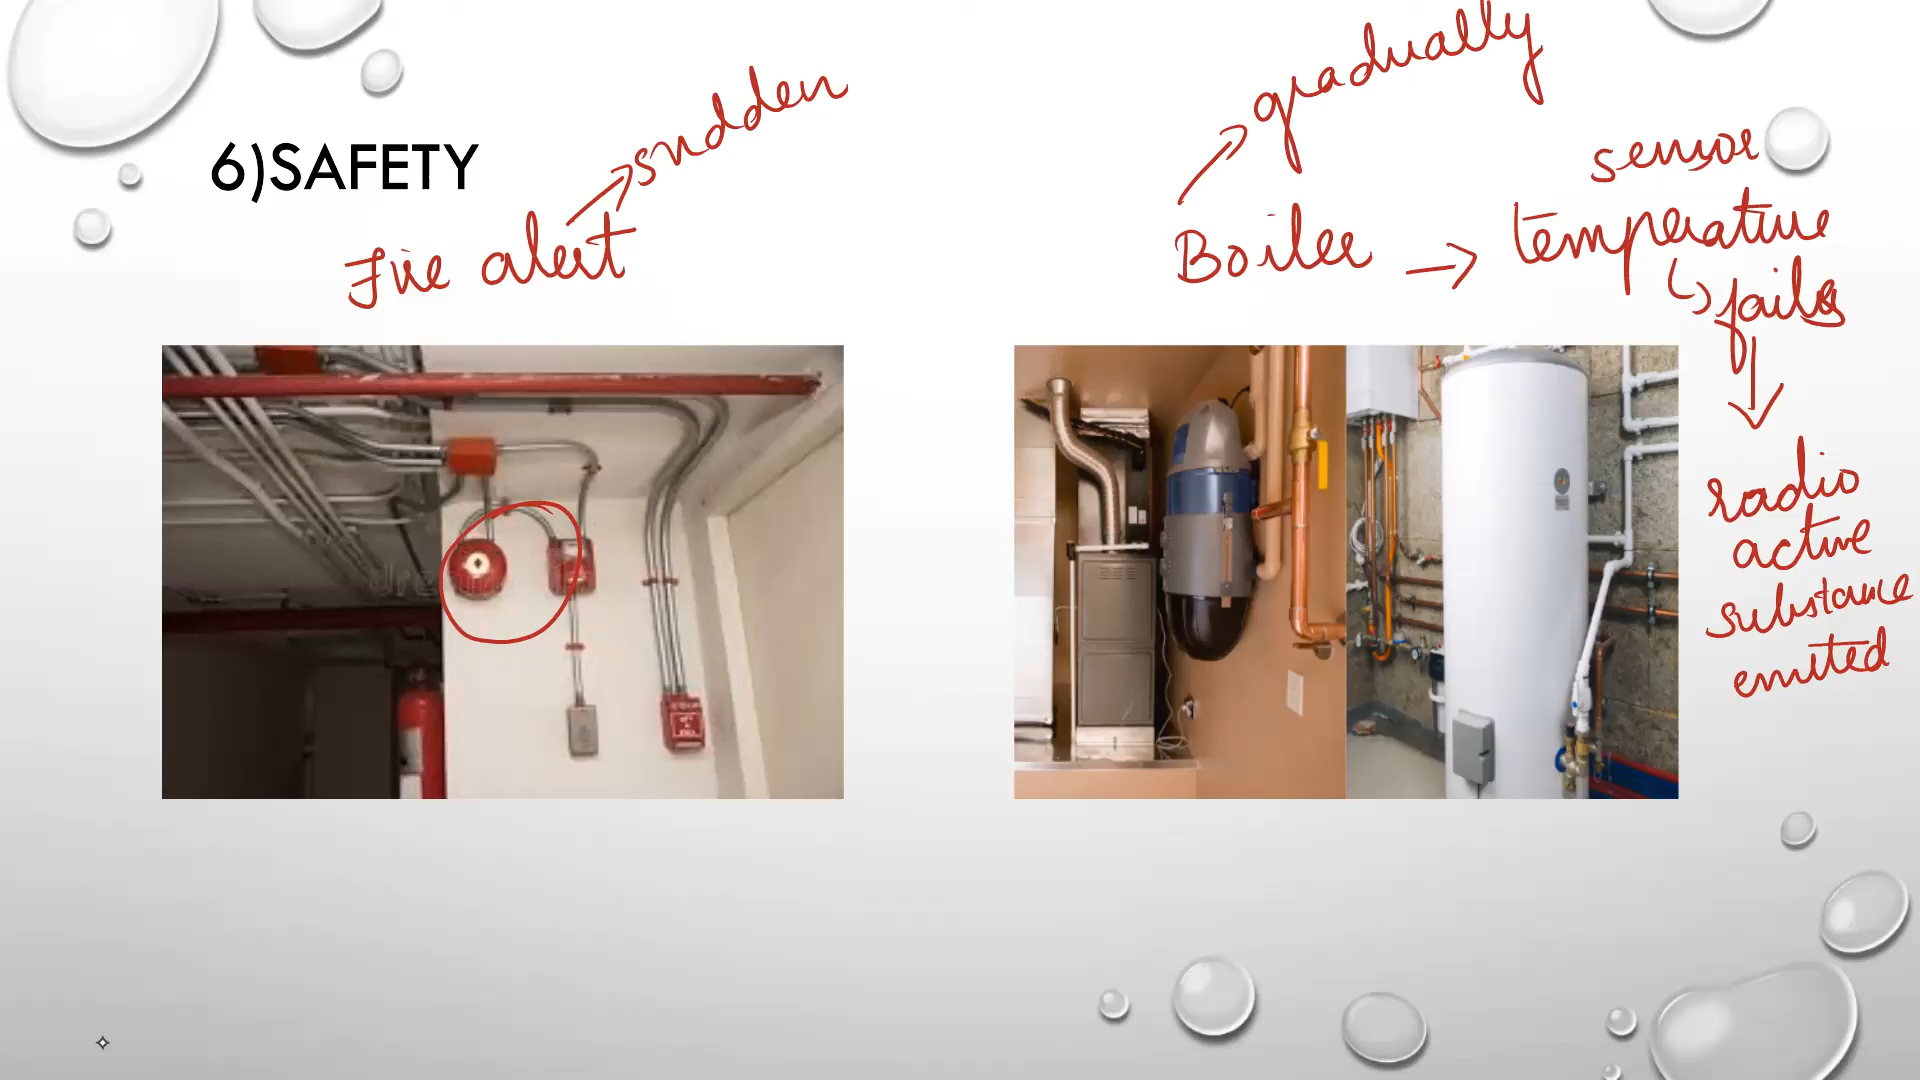 6)SAFETY
sudden
Fire alert
gradually
Boiler → temperature
sensor
↳ fails
radio
active
substance
emitted